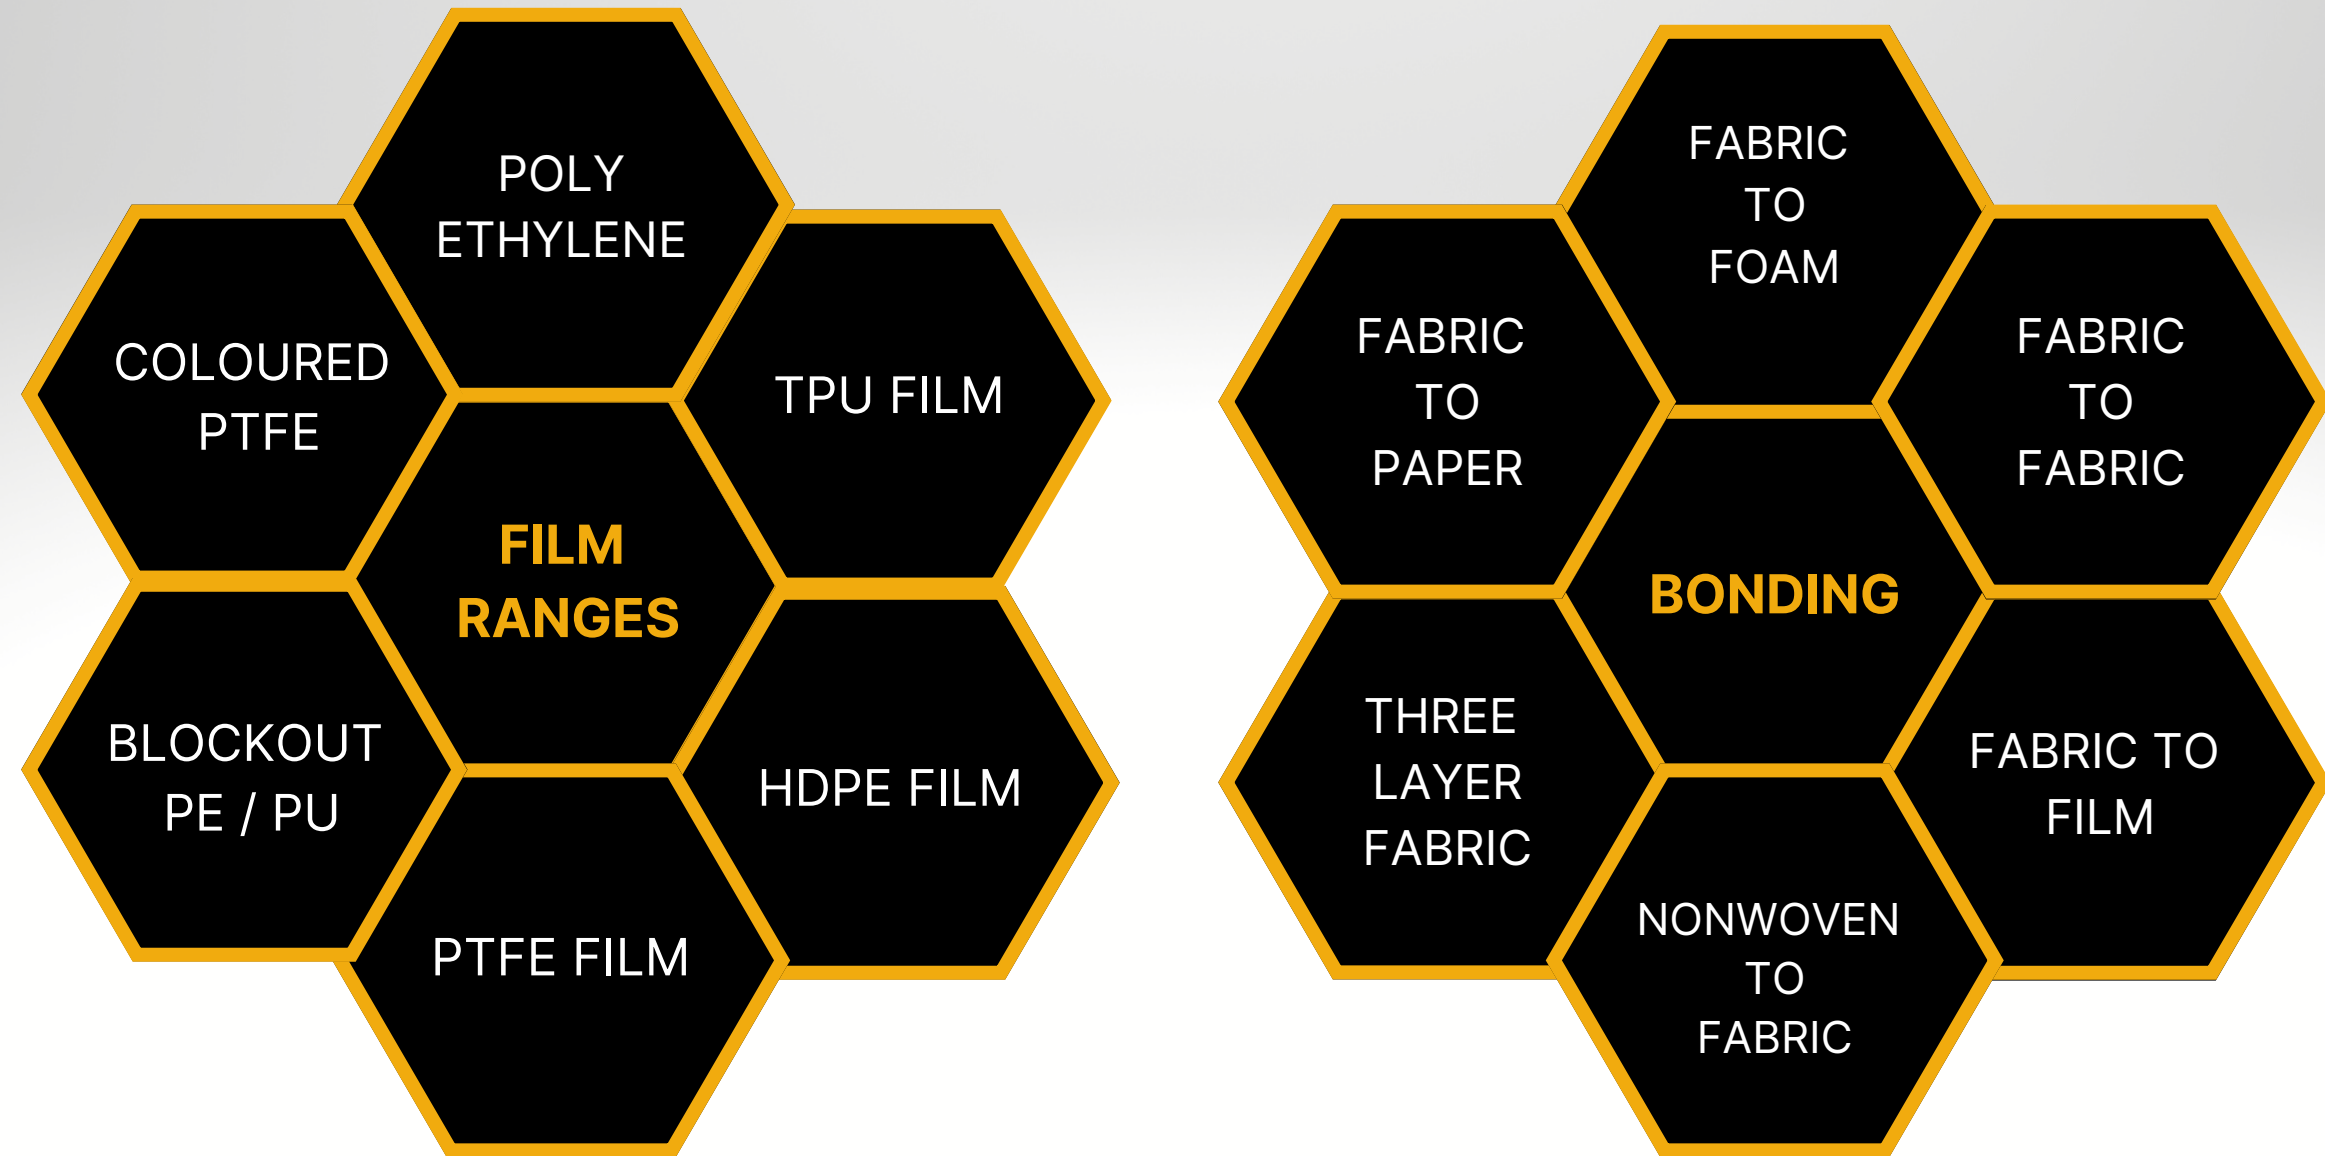 POLY
ETHYLENE
COLOURED
PTFE
TPU FILM
FILM
RANGES
BLOCKOUT
PE / PU
HDPE FILM
PTFE FILM
FABRIC
TO
FOAM
FABRIC
TO
PAPER
FABRIC
TO
FABRIC
BONDING
THREE
LAYER
FABRIC
FABRIC TO
FILM
NONWOVEN
TO
FABRIC